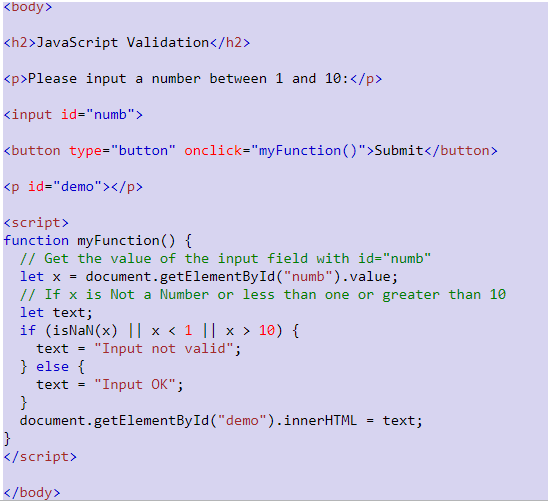 <body>
<h2>JavaScript Validation</h2>
<p>Please input a number between 1 and 10:</p>
<input id="numb">
<button type="button" onclick="myFunction()">Submit</button>
<p id="demo"></p>
<script>
function myFunction() {
  // Get the value of the input field with id="numb"
  let x = document.getElementById("numb").value;
  // If x is Not a Number or less than one or greater than 10
  let text;
  if (isNaN(x) || x < 1 || x > 10) {
    text = "Input not valid";
  } else {
    text = "Input OK";
  }
  document.getElementById("demo").innerHTML = text;
}
</script>
</body>